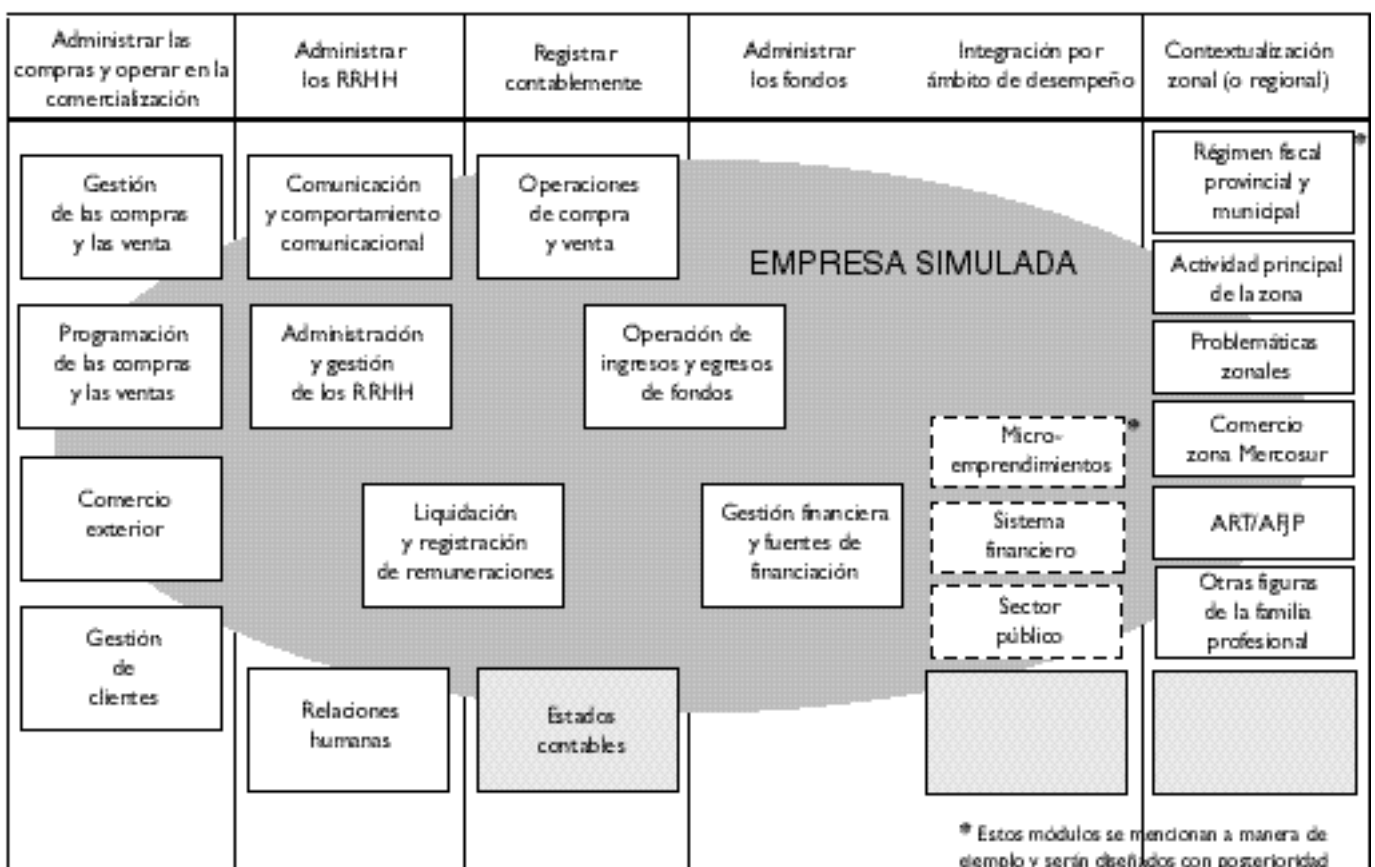 Administrar las
compras y operar en la
comercialización
Administrar
los RRHH
Registrar
contablemente
Administrar
los fondos
Integración por
ámbito de desempeño
Contextualización
zonal (o regional)
Gestión
de las compras
y las venta
Comunicación
y comportamiento
comunicacional
Operaciones
de compra
y venta
EMPRESA SIMULADA
Régimen fiscal
provincial y
municipal
*
Actividad principal
de la zona
Programación
de las compras
y las ventas
Administración
y gestión
de los RRHH
Operación de
ingresos y egresos
de fondos
Problemáticas
zonales
Micro-
emprendimientos
*
Comercio
zona Mercosur
Comercio
exterior
Liquidación
y registración
de remuneraciones
Gestión financiera
y fuentes de
financiación
Sistema
financiero
ART/AFJP
Sector
público
Otras figuras
de la familia
profesional
Gestión
de
clientes
Relaciones
humanas
Estados
contables
* Estos módulos se mencionan a manera de
ejemplo y serán diseñados con posterioridad